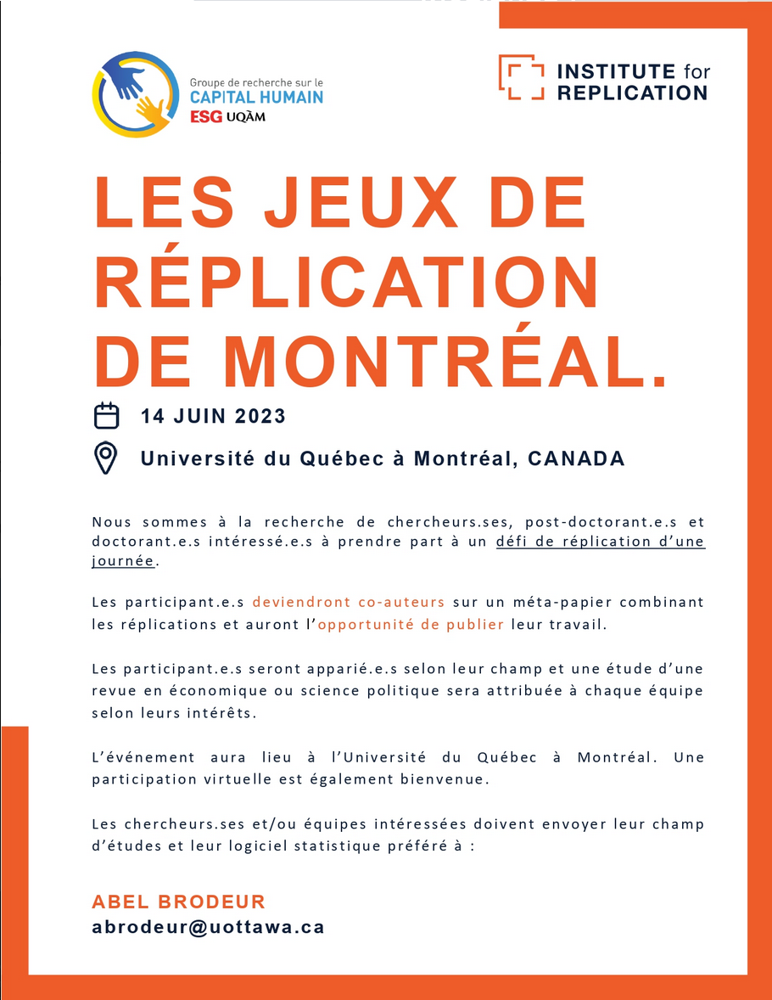 Groupe de recherche sur le
CAPITAL HUMAIN
ESG UQÀM
INSTITUTE for
REPLICATION
LES JEUX DE
RÉPLICATION
DE MONTRÉAL.
14 JUIN 2023
Université du Québec à Montréal, CANADA
Nous sommes à la recherche de chercheurs.ses, post-doctorant.e.s et
doctorant.e.s intéressé.e.s à prendre part à un défi de réplication d’une
journée.
Les participant.e.s deviendront co-auteurs sur un méta-papier combinant
les réplications et auront l’opportunité de publier leur travail.
Les participant.e.s seront apparié.e.s selon leur champ et une étude d’une
revue en économique ou science politique sera attribuée à chaque équipe
selon leurs intérêts.
L’événement aura lieu à l’Université du Québec à Montréal. Une
participation virtuelle est également bienvenue.
Les chercheurs.ses et/ou équipes intéressées doivent envoyer leur champ
d’études et leur logiciel statistique préféré à :
ABEL BRODEUR
abrodeur@uottawa.ca